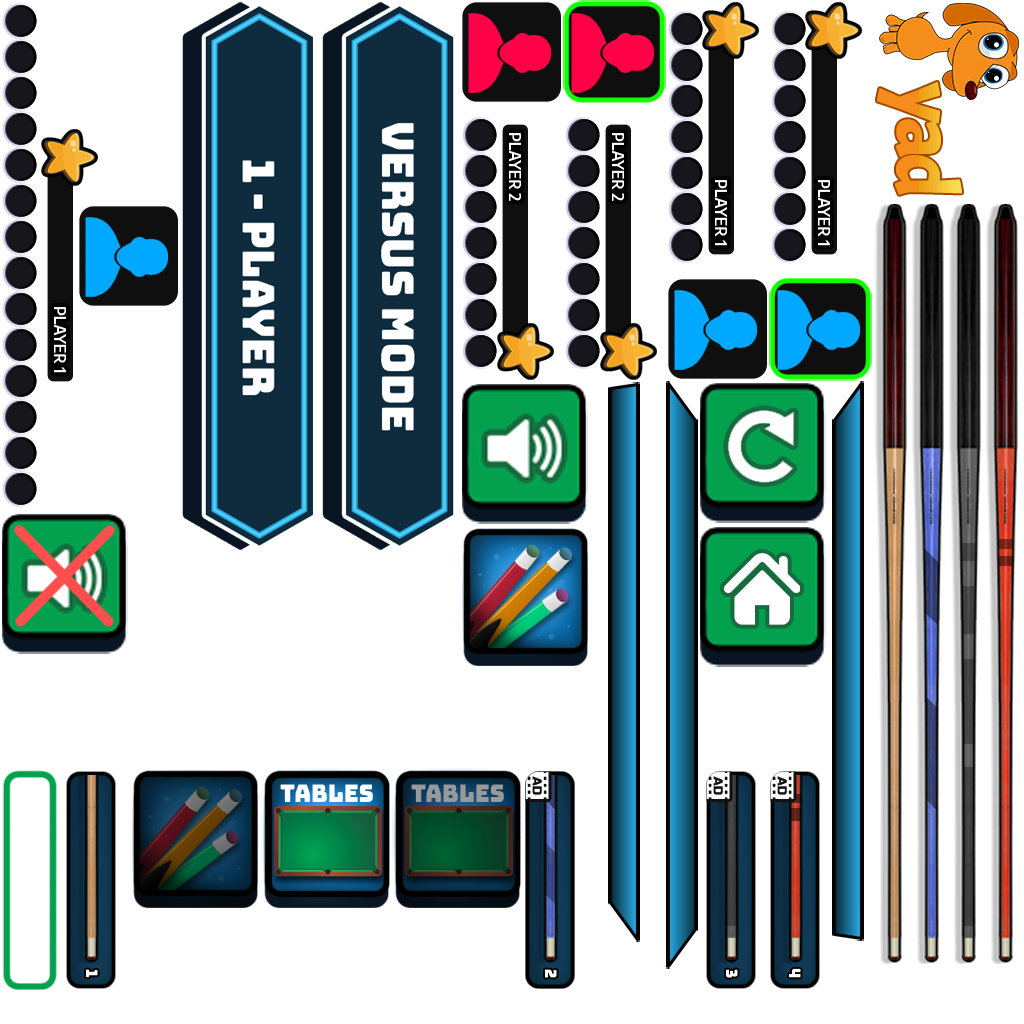 PLAYER 1
1 - PLAYER
VERSUS MODE
PLAYER 2
PLAYER 2
PLAYER 1
PLAYER 1
yad
1
TABLES
TABLES
AD
2
AD
3
AD
4